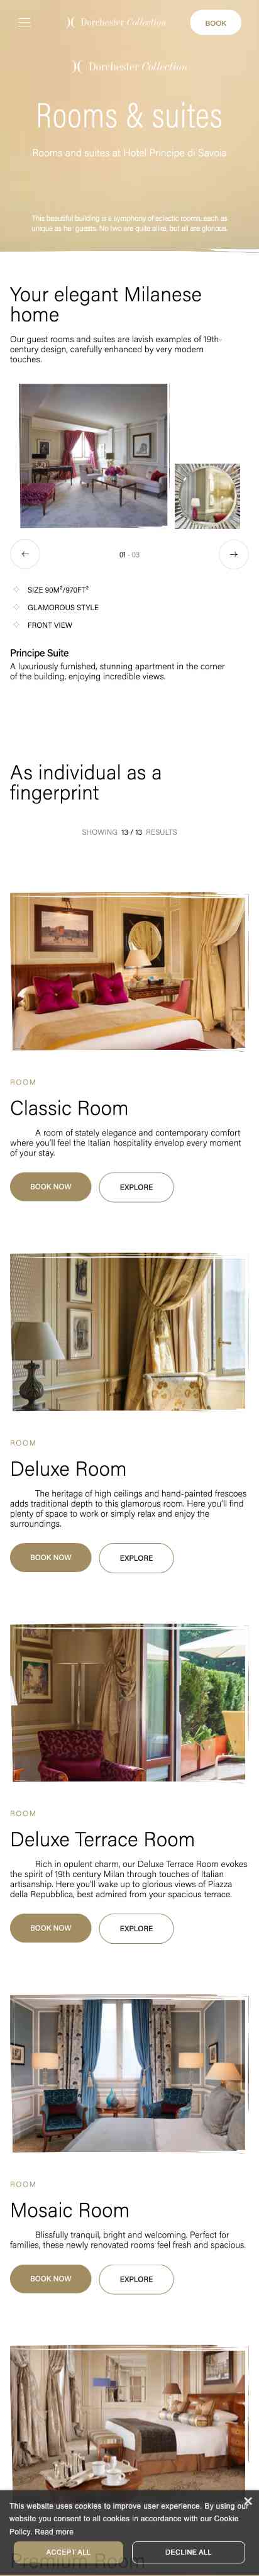 Dorchester Collection
BOOK
Dorchester Collection
Rooms & suites
Rooms and suites at Hotel Principe di Savoia
This beautiful building is a symphony of eclectic rooms, each as
unique as her guests. No two are quite alike, but all are glorious.
Your elegant Milanese
home
Our guest rooms and suites are lavish examples of 19th-
century design, carefully enhanced by very modern
touches.
01 - 03
SIZE 90M²/970FT²
GLAMOROUS STYLE
FRONT VIEW
Principe Suite
A luxuriously furnished, stunning apartment in the corner
of the building, enjoying incredible views.
As individual as a
fingerprint
SHOWING 13 / 13 RESULTS
ROOM
Classic Room
A room of stately elegance and contemporary comfort
where you'll feel the Italian hospitality envelop every moment
of your stay.
BOOK NOW
EXPLORE
ROOM
Deluxe Room
The heritage of high ceilings and hand-painted frescoes
adds traditional depth to this glamorous room. Here you'll find
plenty of space to work or simply relax and enjoy the
surroundings.
BOOK NOW
EXPLORE
ROOM
Deluxe Terrace Room
Rich in opulent charm, our Deluxe Terrace Room evokes
the spirit of 19th century Milan through touches of Italian
artisanship. Here you'll wake up to glorious views of Piazza
della Repubblica, best admired from your spacious terrace.
BOOK NOW
EXPLORE
ROOM
Mosaic Room
Blissfully tranquil, bright and welcoming. Perfect for
families, these newly renovated rooms feel fresh and spacious.
BOOK NOW
EXPLORE
This website uses cookies to improve user experience. By using our
website you consent to all cookies in accordance with our Cookie
Policy. Read more
ACCEPT ALL
DECLINE ALL
Premium Room